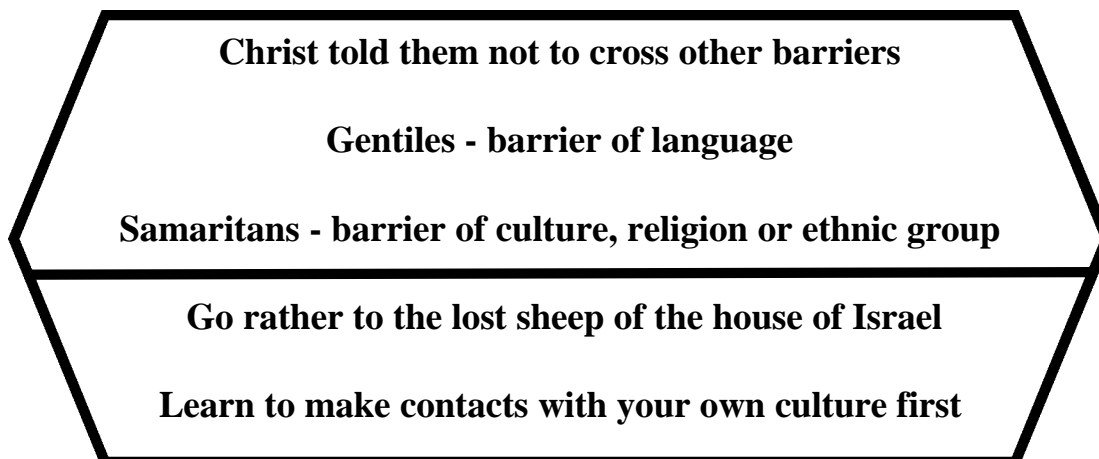 Christ told them not to cross other barriers
Gentiles - barrier of language
Samaritans - barrier of culture, religion or ethnic group
Go rather to the lost sheep of the house of Israel
Learn to make contacts with your own culture first